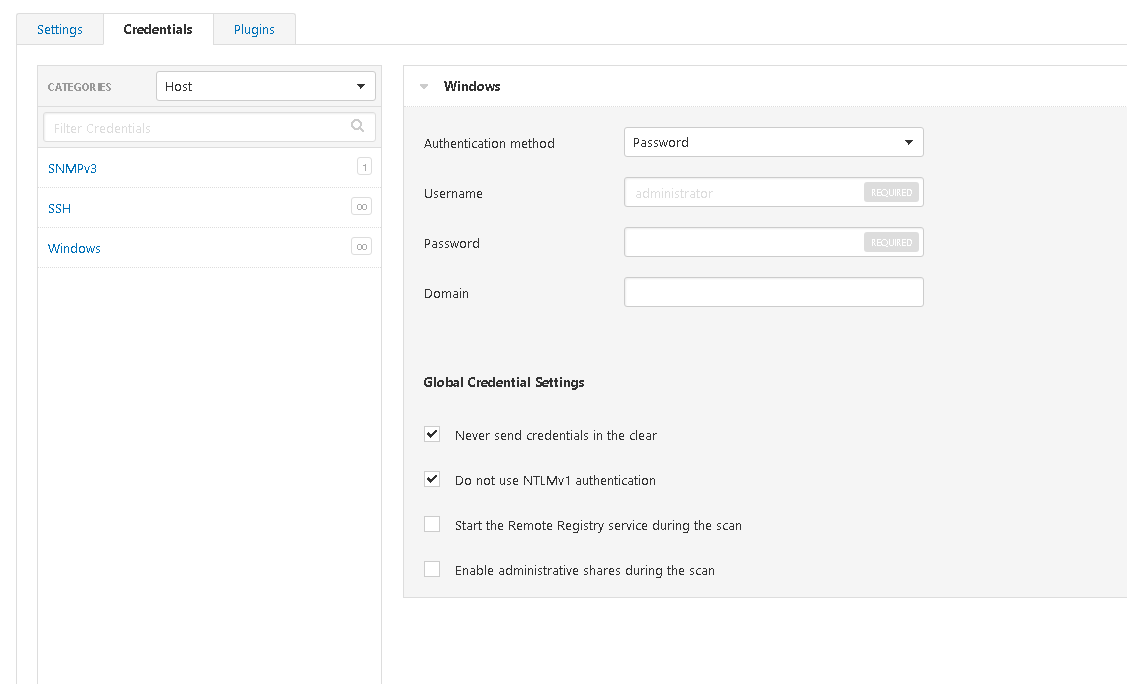 Settings
Credentials
Plugins
CATEGORIES
Host
Filter Credentials
SNMPv3
1
SSH
∞
Windows
∞
Windows
Authentication method
Password
Username
administrator
REQUIRED
Password
REQUIRED
Domain
Global Credential Settings
Never send credentials in the clear
Do not use NTLMv1 authentication
Start the Remote Registry service during the scan
Enable administrative shares during the scan